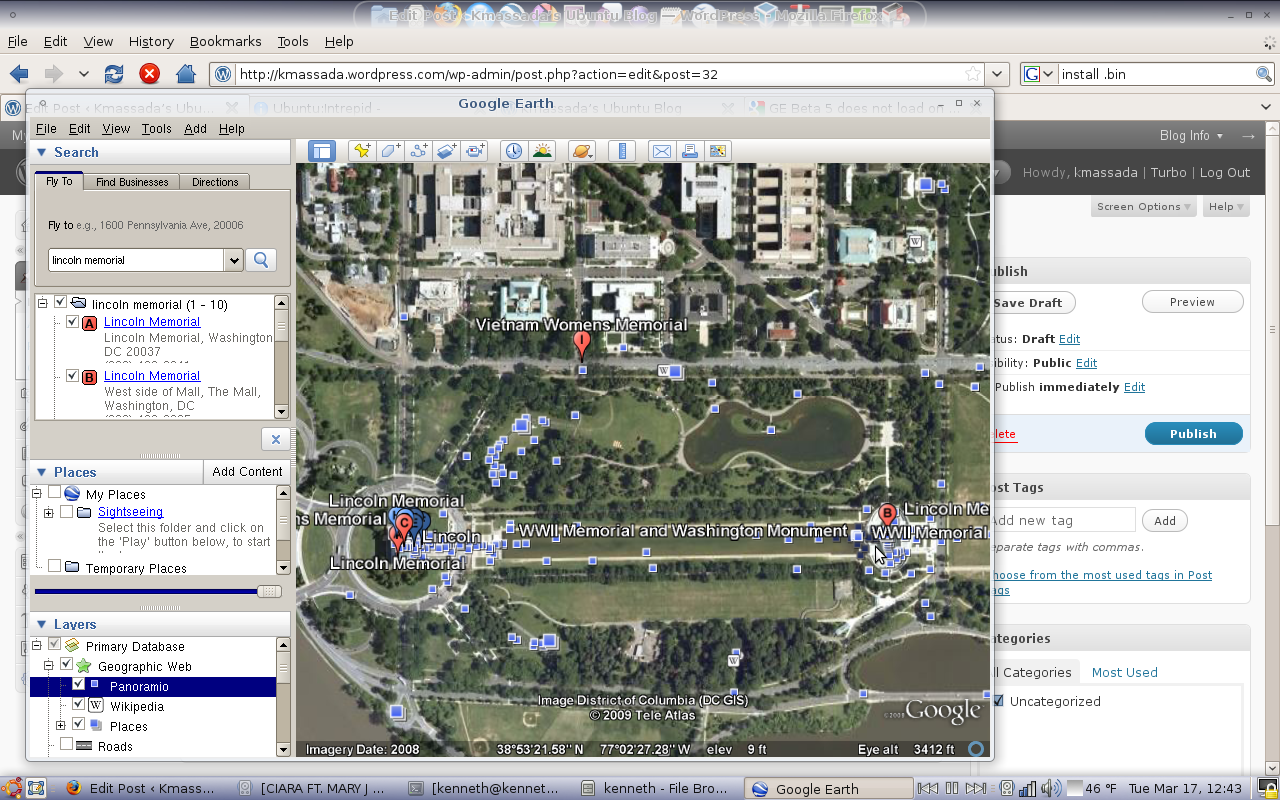 Edit Post ‹ Kmassada's Ubuntu Blog — WordPress - Mozilla Firefox
File Edit View History Bookmarks Tools Help
http://kmassada.wordpress.com/wp-admin/post.php?action=edit&post=32
install .bin
Edit Post ‹ Kmassada's Ubu...
Ubuntu:Intrepid -
Kmassada's Ubuntu Blog
GE Beta 5 does not load on
Google Earth
File Edit View Tools Add Help
My
Blog Info
Howdy, kmassada | Turbo | Log Out
Screen Options
Help
Search
Fly To Find Businesses Directions
Fly to e.g., 1600 Pennsylvania Ave, 20006
lincoln memorial
lincoln memorial (1 - 10)
A Lincoln Memorial
Lincoln Memorial, Washington
DC 20037
B Lincoln Memorial
West side of Mall, The Mall,
Washington, DC
Places
Add Content
My Places
Sightseeing
Select this folder and click on
the 'Play' button below, to start
Temporary Places
Layers
Primary Database
Geographic Web
Panoramio
Wikipedia
Places
Roads
Vietnam Womens Memorial
I
W
W
Lincoln Memorial
ns Memorial
C
Lincoln
Lincoln Memorial
WWII Memorial and Washington Monument
B
Lincoln Me
WWII Memorial
W
Image District of Columbia (DC GIS)
© 2009 Tele Atlas
©2009 Google
Imagery Date: 2008
38°53'21.58" N 77°02'27.28" W elev 9 ft
Eye alt 3412 ft
ublish
Save Draft
Preview
tus: Draft Edit
ibility: Public Edit
Publish immediately Edit
lete
Publish
ost Tags
Add new tag
Add
eparate tags with commas.
hoose from the most used tags in Post
ags
ategories
ll Categories
Most Used
Uncategorized
Edit Post ‹ Kmass...
[CIARA FT. MARY J ...
[kenneth@kennet...
kenneth - File Bro...
Google Earth
46 °F
Tue Mar 17, 12:43